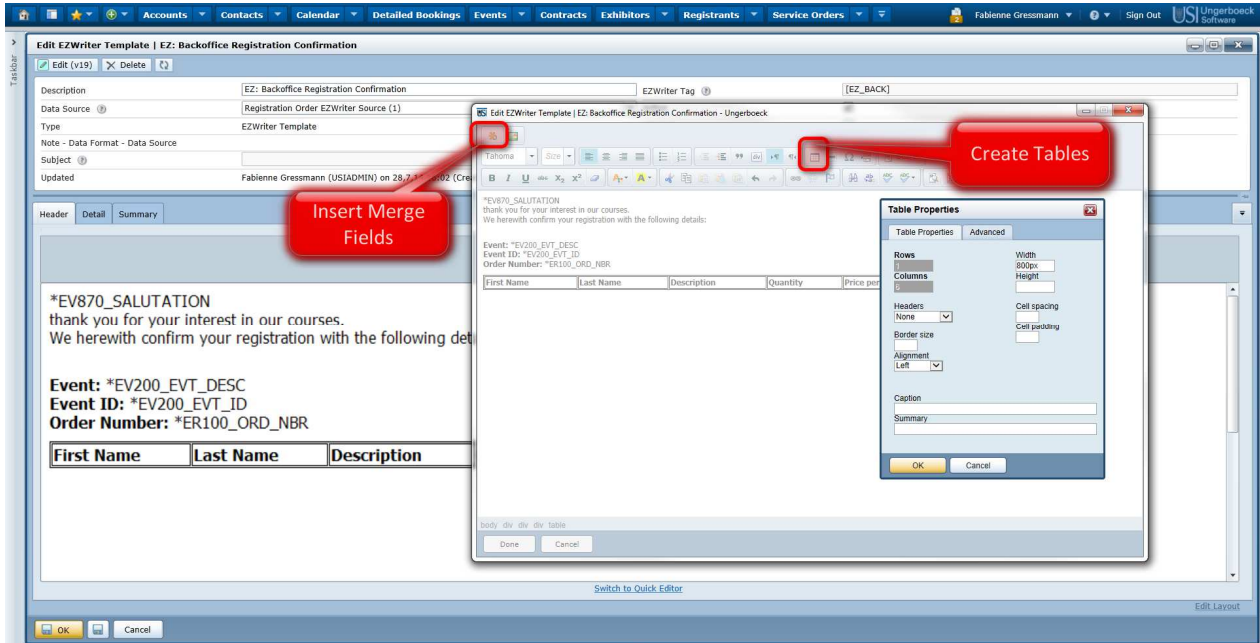 Accounts Contacts Calendar Detailed Bookings Events Contracts Exhibitors Registrants Service Orders Fabienne Gressmann Sign Out USI Ungerboeck Software
Taskbar
Edit EZWriter Template | EZ: Backoffice Registration Confirmation
Edit (v19) Delete
Description EZ: Backoffice Registration Confirmation EZWriter Tag [EZ_BACK]
Data Source Registration Order EZWriter Source (1)
Type EZWriter Template
Note - Data Format - Data Source
Subject
Updated Fabienne Gressmann (USIADMIN) on 28.7.
Header Detail Summary
*EV870_SALUTATION
thank you for your interest in our courses.
We herewith confirm your registration with the following det
Event: *EV200_EVT_DESC
Event ID: *EV200_EVT_ID
Order Number: *ER100_ORD_NBR
First Name Last Name Description
Insert Merge
Fields
Create Tables
Edit EZWriter Template | EZ: Backoffice Registration Confirmation - Ungerboeck
Tahoma Size
B I U abc X₂ X²
*EV870_SALUTATION
thank you for your interest in our courses.
We herewith confirm your registration with the following details:
Event: *EV200_EVT_DESC
Event ID: *EV200_EVT_ID
Order Number: *ER100_ORD_NBR
First Name Last Name Description Quantity Price per
Table Properties
Table Properties Advanced
Rows Width
1 800px
Columns Height
Headers Cell spacing
None
Border size Cell padding
Alignment
Left
Caption
Summary
OK Cancel
body div div div table
Done Cancel
Switch to Quick Editor
Edit Layout
OK Cancel